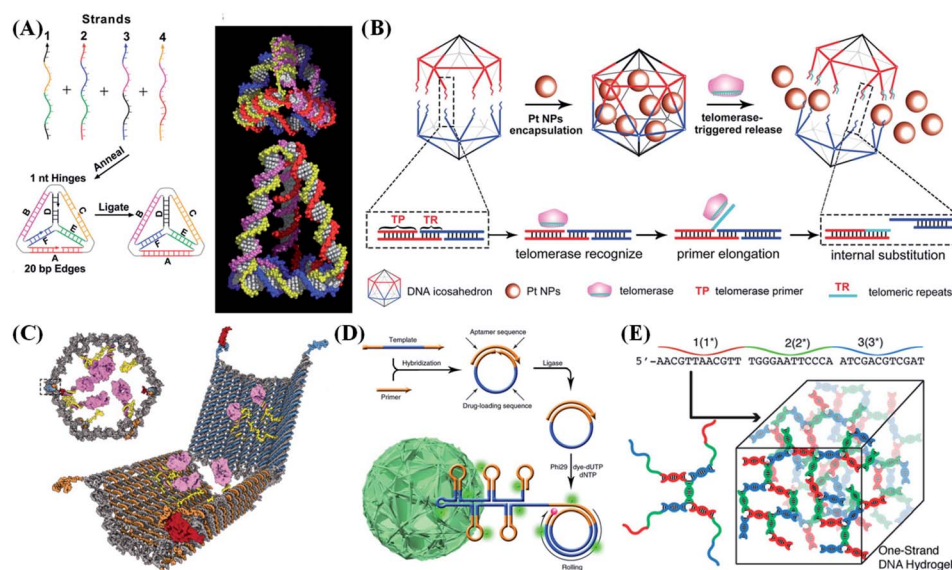 (A)
Strands
1 2 3 4
+ + +
Anneal
1 nt Hinges
B D C
F E
A
20 bp Edges
Ligate
B D C
F E
A
(B)
Pt NPs
encapsulation
telomerase-
triggered release
TP TR
telomerase recognize
primer elongation
internal substitution
DNA icosahedron
Pt NPs
telomerase
TP telomerase primer
TR telomeric repeats
(C)
(D)
Template
Hybridization
Primer
Aptamer sequence
Drug-loading sequence
Ligase
Phi29 dye-dUTP
dNTP
Rolling
(E)
1(1*) 2(2*) 3(3*)
5'-AACGTTAACGTT TGGGAATTCCCA ATCGACGTCGAT
One-Strand
DNA Hydrogel